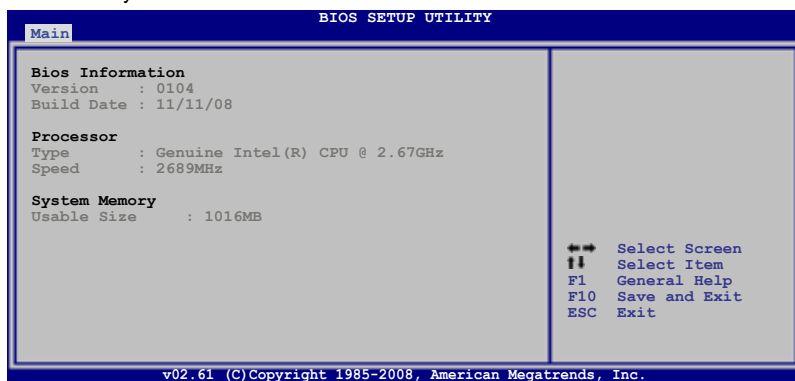 BIOS SETUP UTILITY
Main
Bios Information
Version : 0104
Build Date : 11/11/08
Processor
Type : Genuine Intel(R) CPU @ 2.67GHz
Speed : 2689MHz
System Memory
Usable Size : 1016MB
←→ Select Screen
↑↓ Select Item
F1 General Help
F10 Save and Exit
ESC Exit
v02.61 (C)Copyright 1985-2008, American Megatrends, Inc.